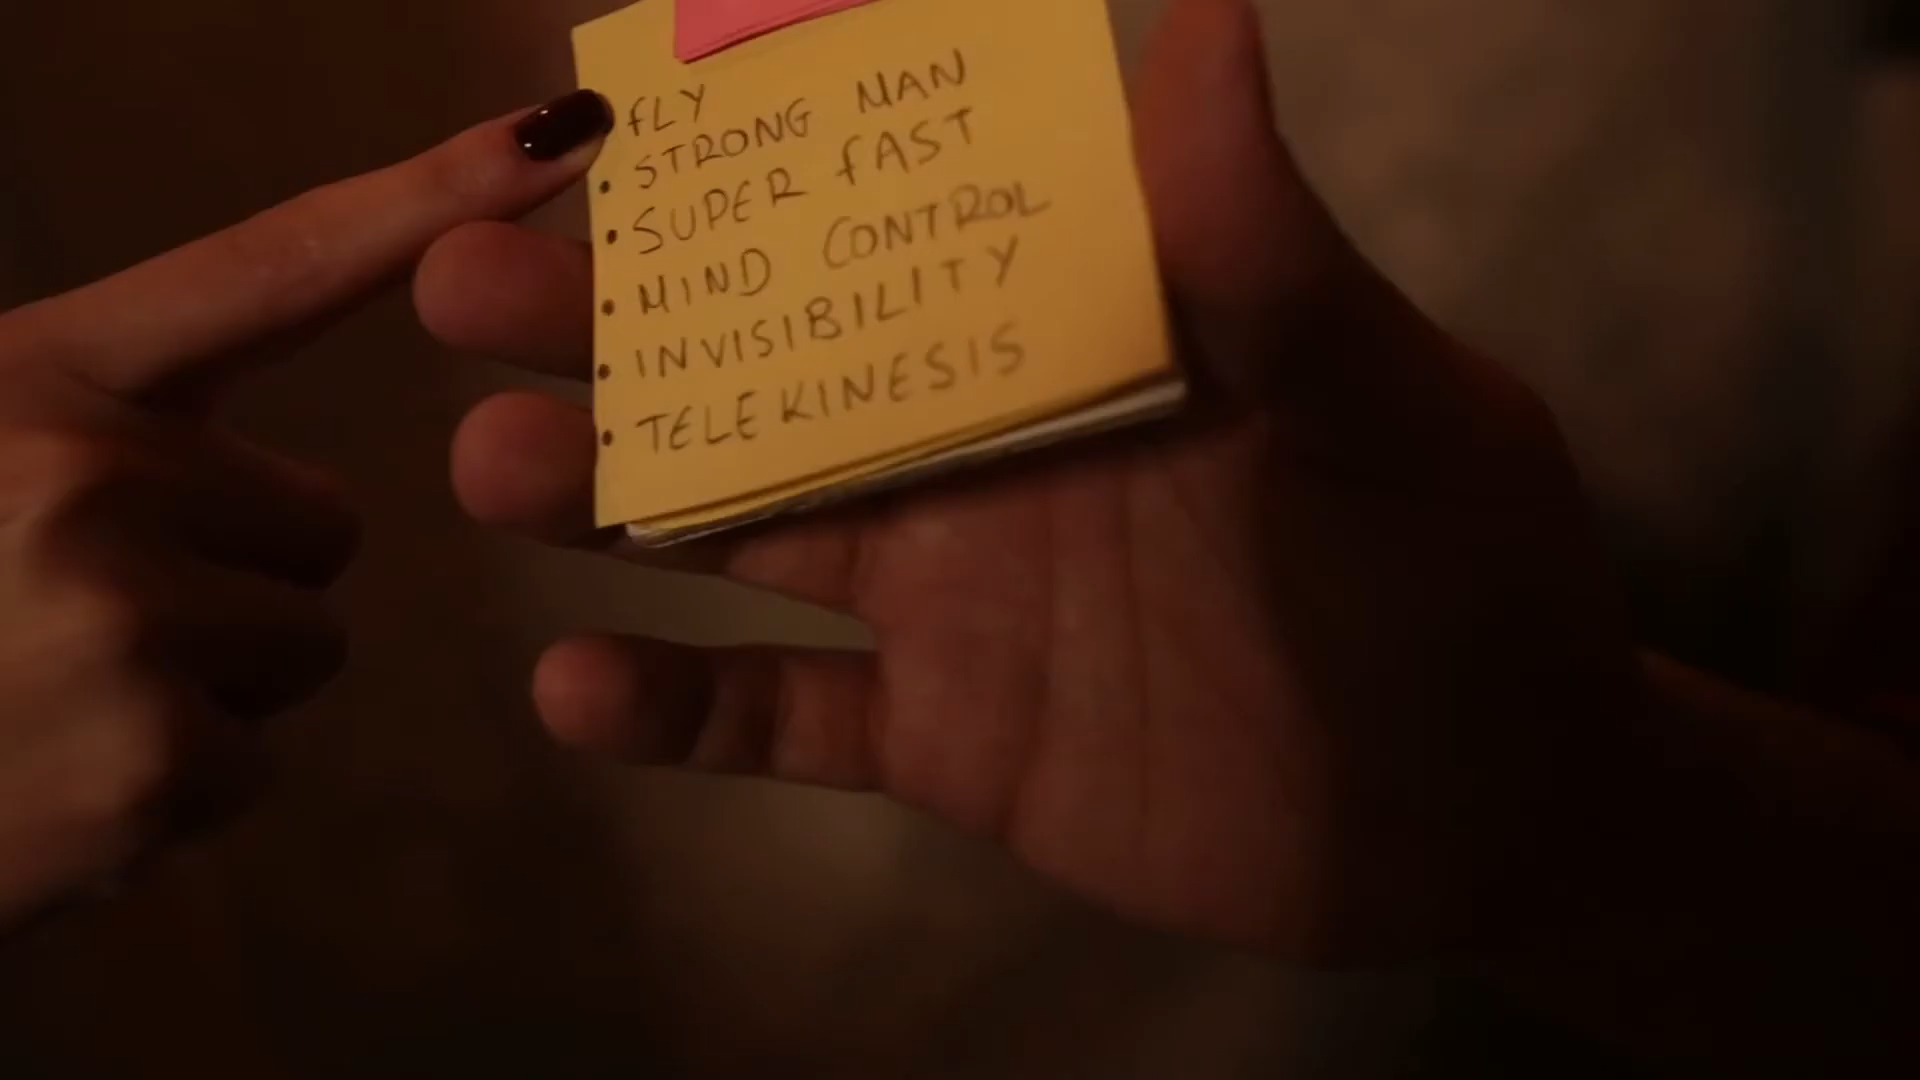 fLY
• STRONG MAN
• SUPER fAST
• MIND CONTROL
• INVISIBILITY
• TELEKINESIS